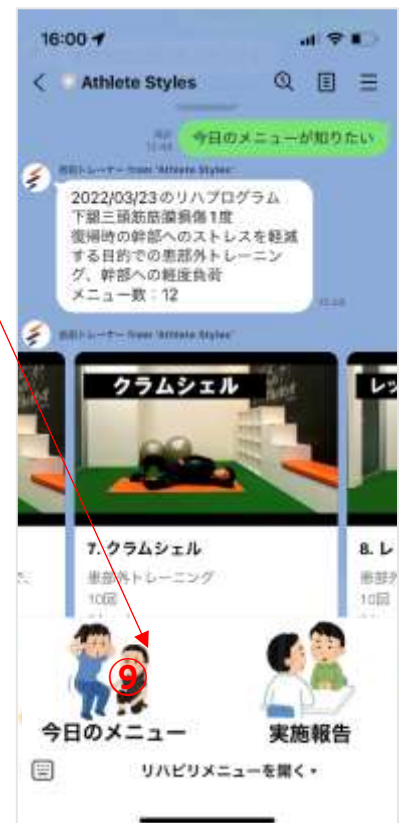 16:00
Athlete Styles
今日のメニューが知りたい
2022/03/23のリハプログラム
下腿三頭筋筋膜損傷1度
復帰時の幹部へのストレスを軽減
する目的での患部外トレーニン
グ、幹部への軽度負荷
メニュー数：12
クラムシェル
レッ
7. クラムシェル
8. レ
患部外トレーニング
10回
10回
⑨
今日のメニュー
実施報告
リハビリメニューを開く